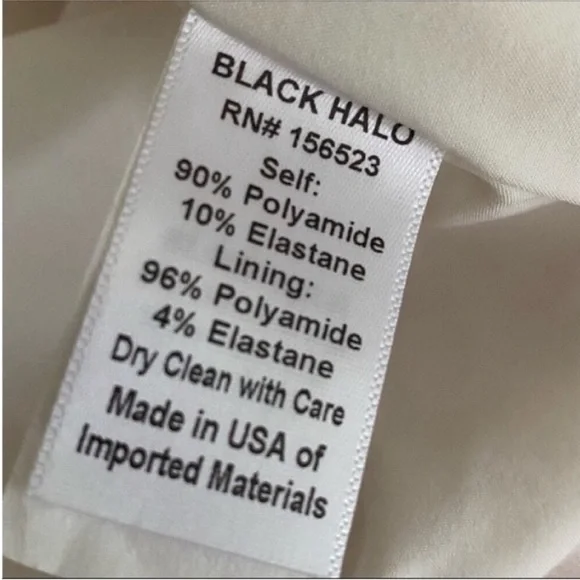 BLACK HALO
RN# 156523
Self:
90% Polyamide
10% Elastane
Lining:
96% Polyamide
4% Elastane
Dry Clean with Care
Made in USA of
Imported Materials